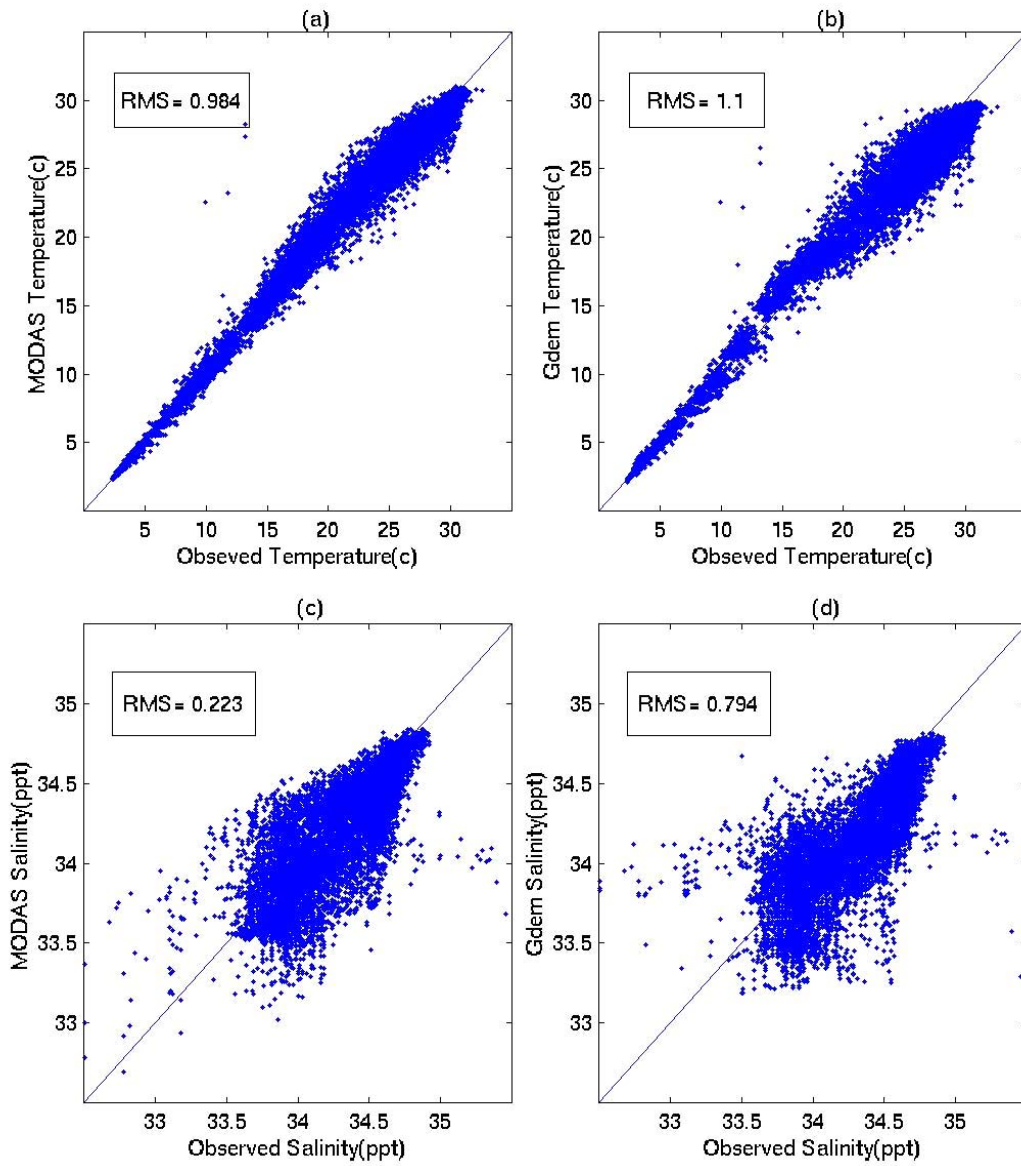 (a)
RMS = 0.984
MODAS Temperature(c)
30
25
20
15
10
5
5 10 15 20 25 30
Obseved Temperature(c)
(b)
RMS = 1.1
Gdem Temperature(c)
30
25
20
15
10
5
5 10 15 20 25 30
Obseved Temperature(c)
(c)
RMS = 0.223
MODAS Salinity(ppt)
35
34.5
34
33.5
33
33 33.5 34 34.5 35
Observed Salinity(ppt)
(d)
RMS = 0.794
Gdem Salinity(ppt)
35
34.5
34
33.5
33
33 33.5 34 34.5 35
Observed Salinity(ppt)